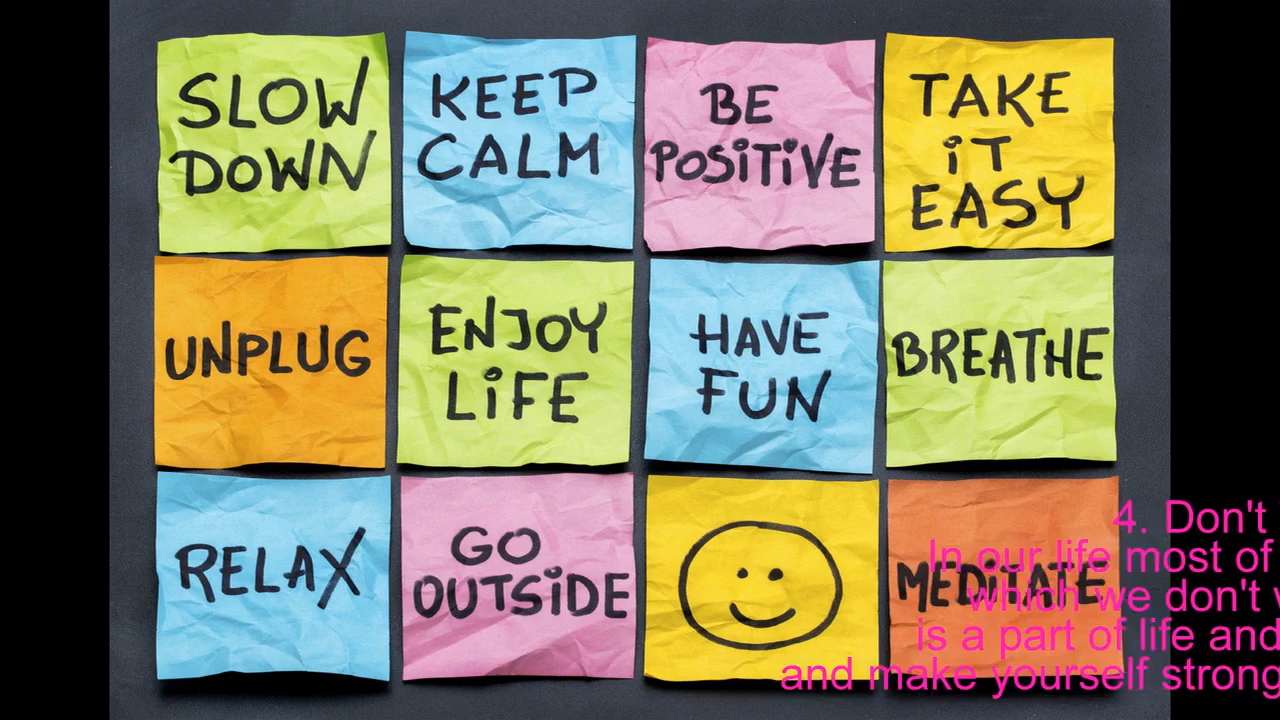 SLOW
DOWN
KEEP
CALM
BE
POSiTiVE
TAKE
iT
EASY
UNPLUG
ENJOY
LiFE
HAVE
FUN
BREATHE
RELAX
GO
OUTSiDE
MEDiTATE
4. Don't
In our life most of
which we don't
is a part of life and
and make yourself strong